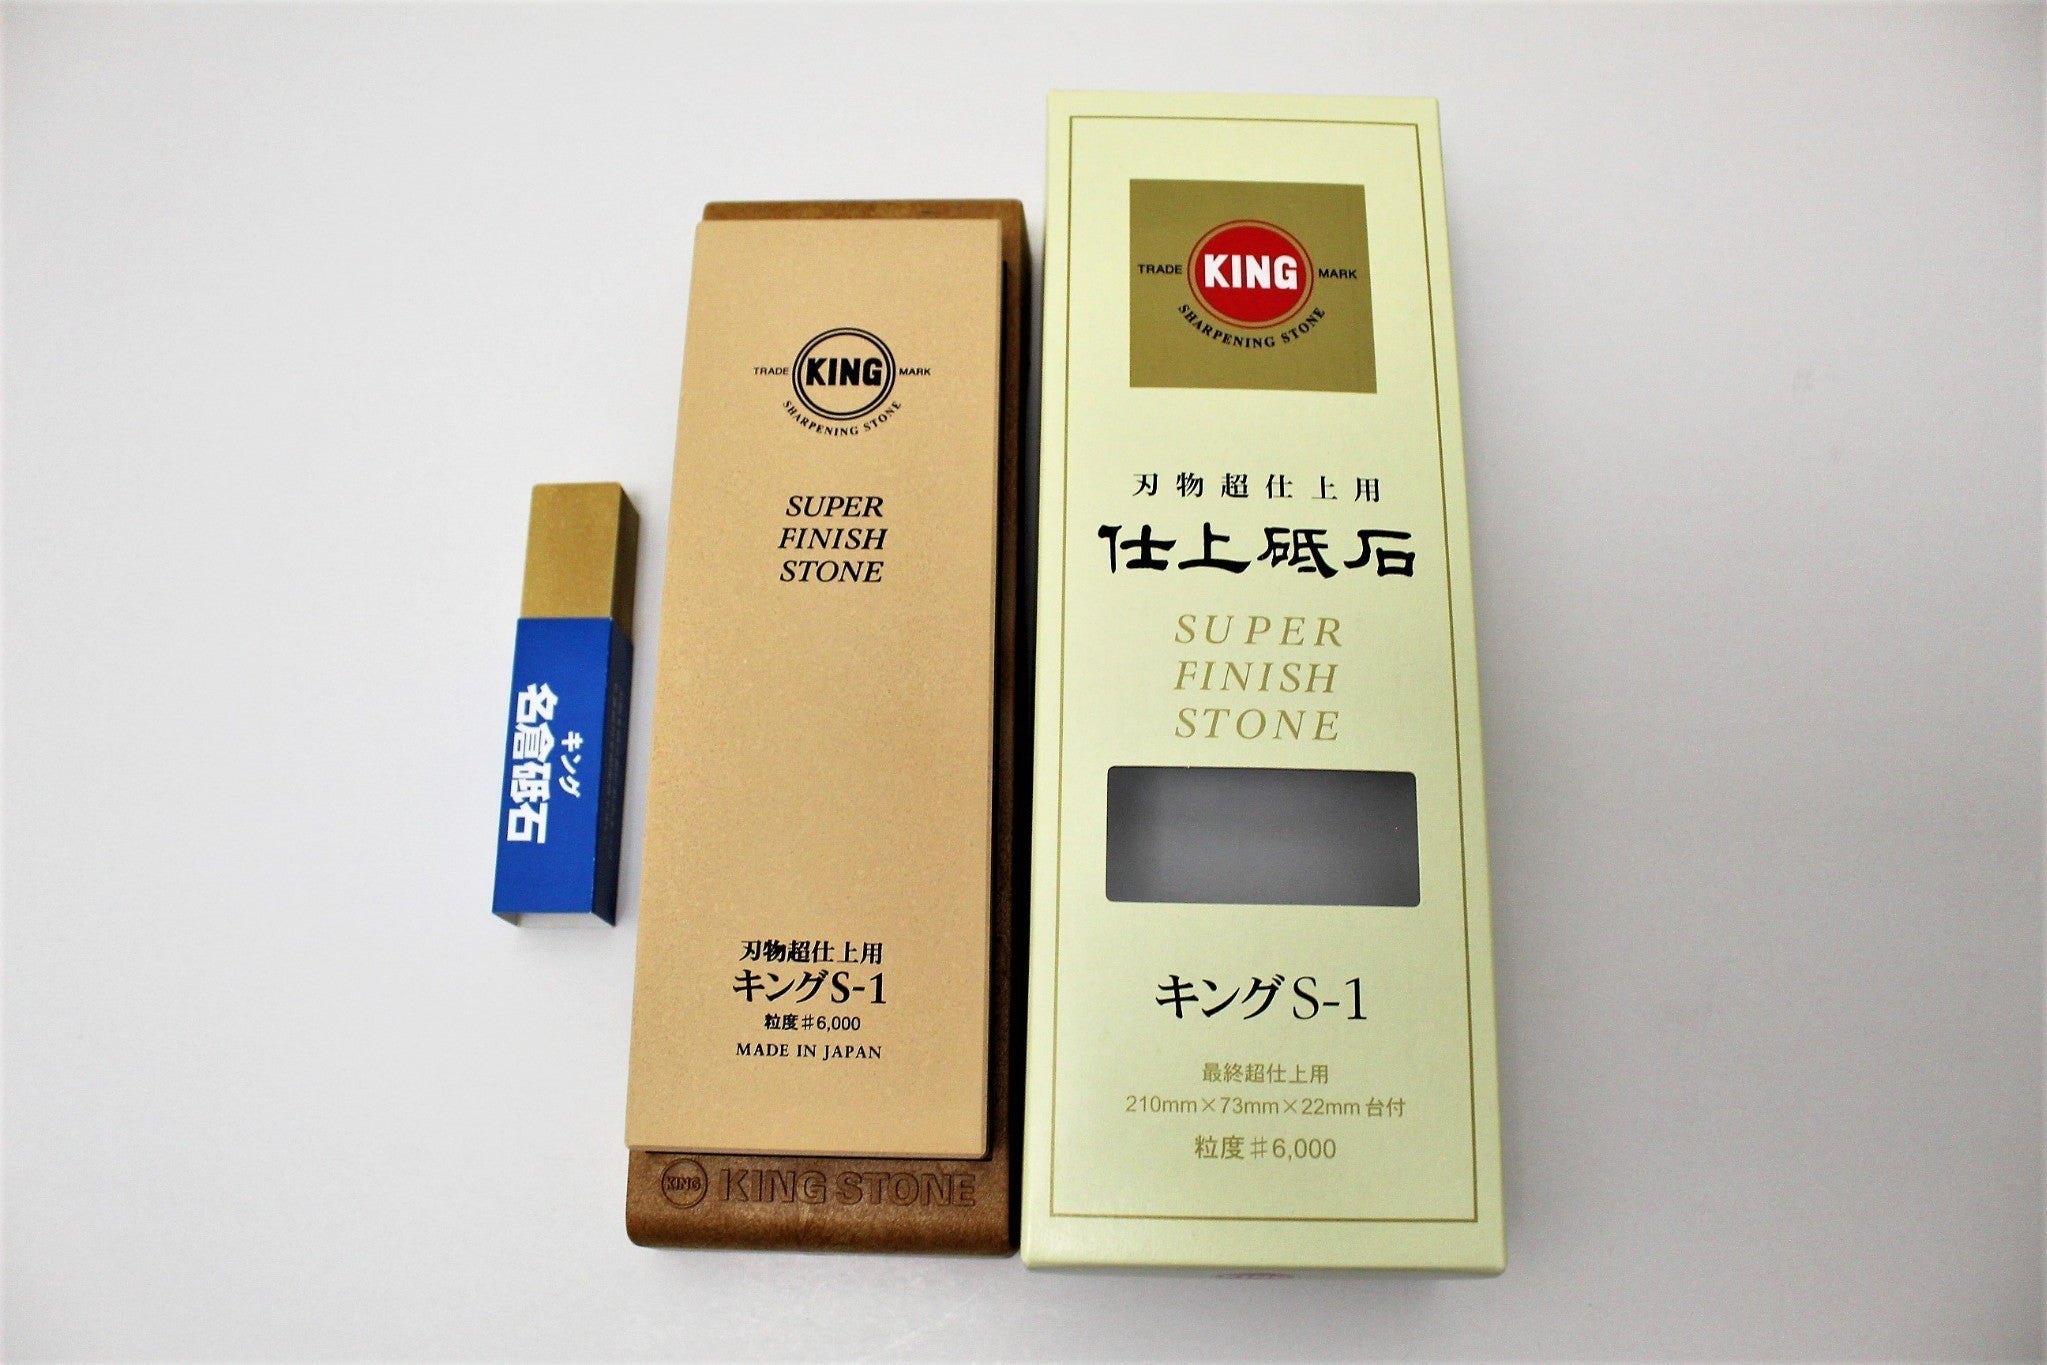 名倉砥石
キング
TRADE KING MARK
SHARPENING STONE
SUPER
FINISH
STONE
刃物超仕上用
キングS-1
粒度#6,000
MADE IN JAPAN
KING KING STONE
TRADE KING MARK
SHARPENING STONE
刃物超仕上用
仕上砥石
SUPER
FINISH
STONE
キングS-1
最終超仕上用
210mm×73mm×22mm 台付
粒度#6,000